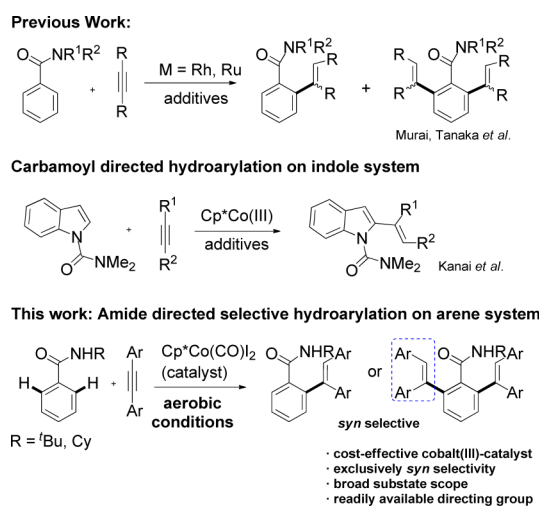 Previous Work:
O NR¹R² R R M = Rh, Ru additives O NR¹R² R R + R R O NR¹R² R R
Murai, Tanaka et al.
Carbamoyl directed hydroarylation on indole system
N O NMe₂ + R¹ R² Cp*Co(III) additives N O NMe₂ R¹ R²
Kanai et al.
This work: Amide directed selective hydroarylation on arene system
O NHR H H + Ar Ar Cp*Co(CO)I₂ (catalyst) aerobic conditions O NHR Ar Ar or Ar Ar O NHR Ar Ar
R = ᵗBu, Cy
syn selective
· cost-effective cobalt(III)-catalyst
· exclusively syn selectivity
· broad substate scope
· readily available directing group